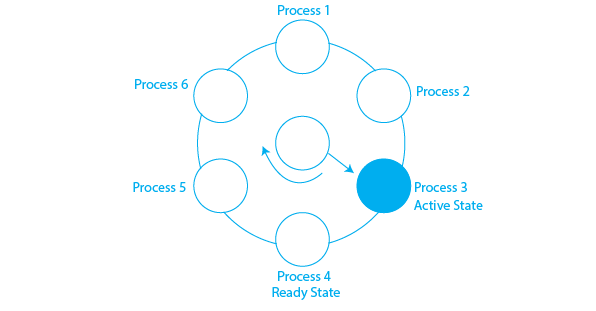 Process 1
Process 6
Process 2
Process 5
Process 3
Active State
Process 4
Ready State